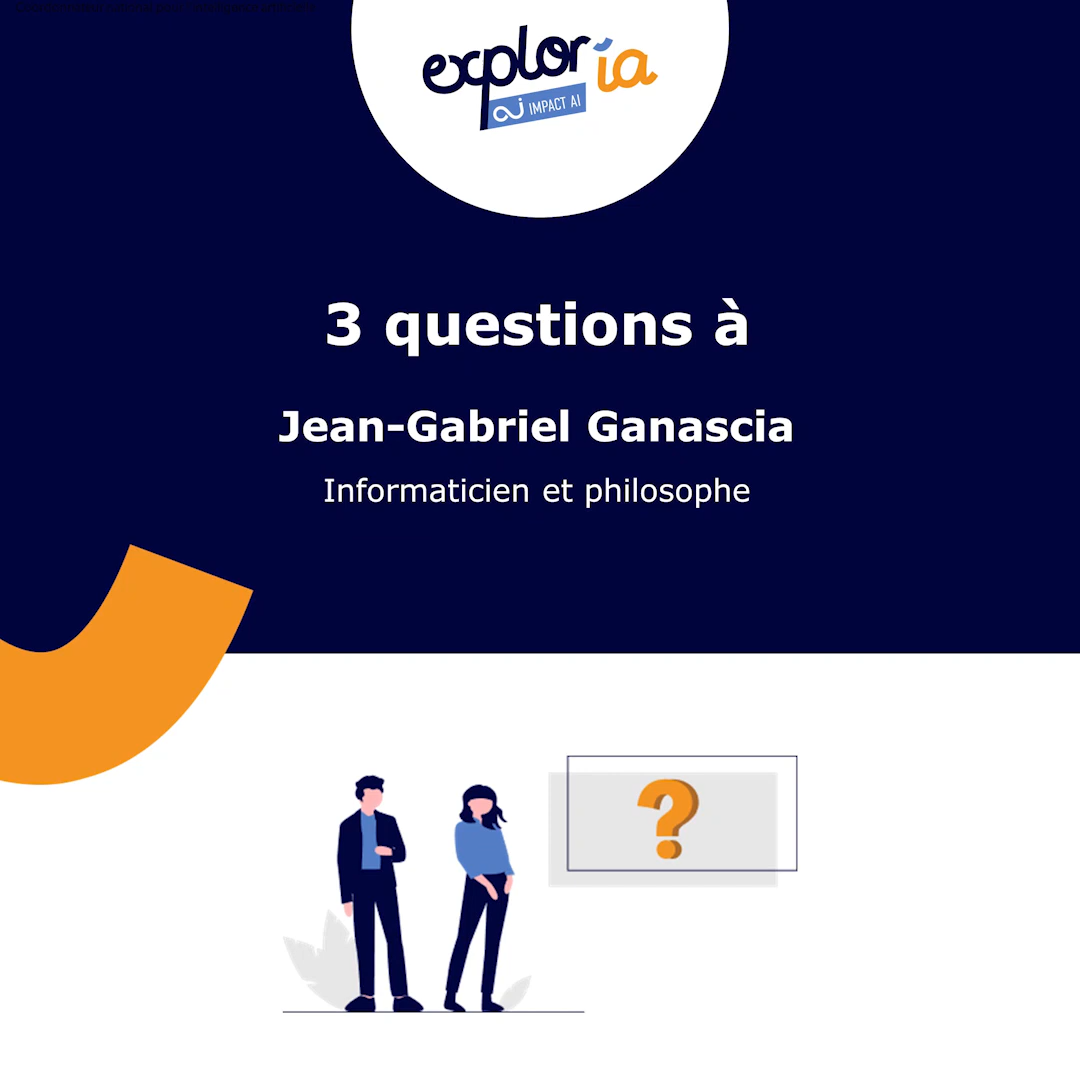 explor ia
IMPACT AI
3 questions à
Jean-Gabriel Ganascia
Informaticien et philosophe
?